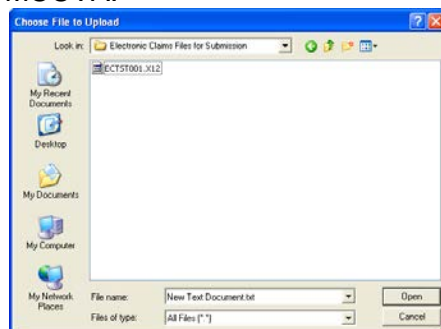 Choose File to Upload
Look in: Electronic Claims Files for Submission
ECTST001.X12
My Recent
Documents
Desktop
My Documents
My Computer
My Network
Places
File name: New Text Document.txt Open
Files of type: All Files (*.*) Cancel